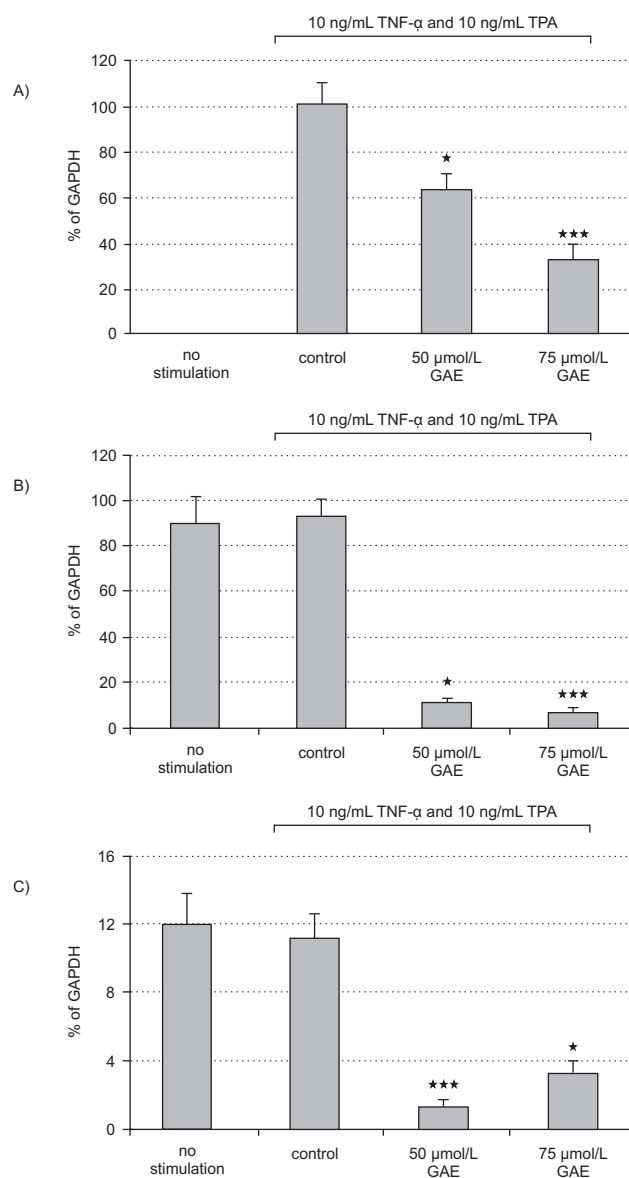 10 ng/mL TNF-α and 10 ng/mL TPA
A)
% of GAPDH
120
100
80
60
40
20
0
★
★★★
no stimulation
control
50 µmol/L GAE
75 µmol/L GAE
10 ng/mL TNF-α and 10 ng/mL TPA
B)
% of GAPDH
120
100
80
60
40
20
0
★
★★★
no stimulation
control
50 µmol/L GAE
75 µmol/L GAE
10 ng/mL TNF-α and 10 ng/mL TPA
C)
% of GAPDH
16
12
8
4
0
★★★
★
no stimulation
control
50 µmol/L GAE
75 µmol/L GAE